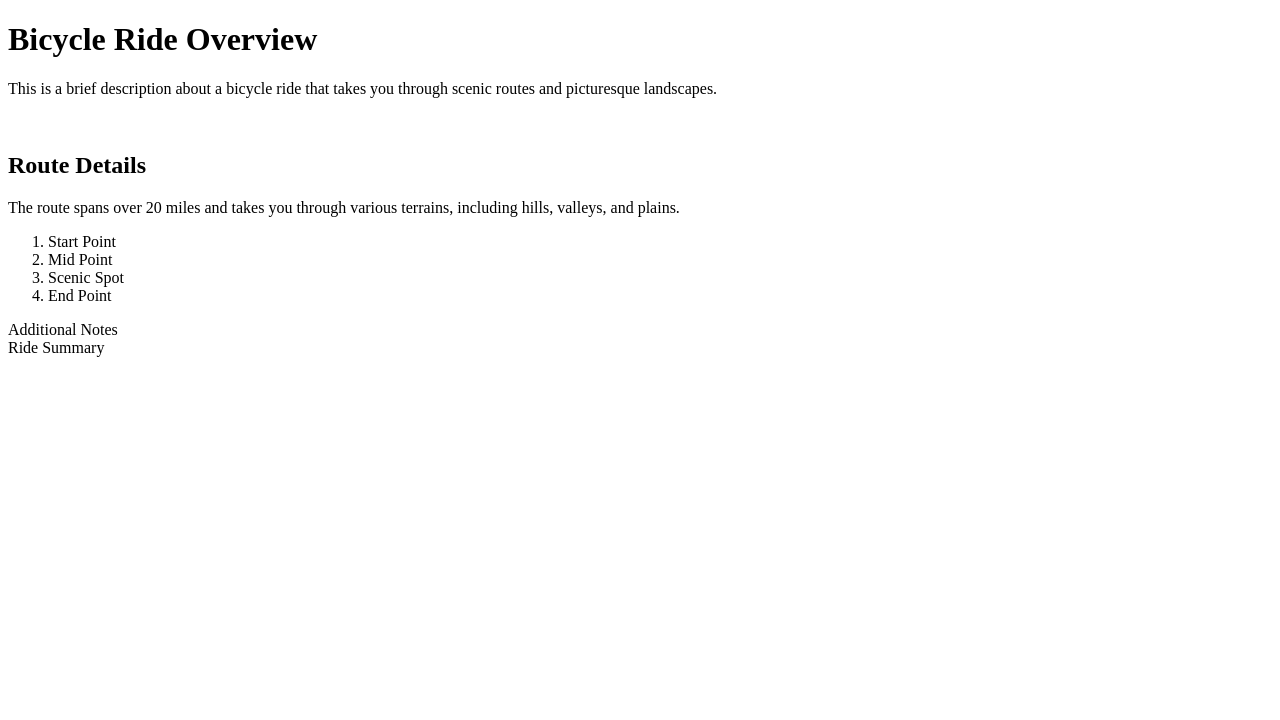 Bicycle Ride Overview
This is a brief description about a bicycle ride that takes you through scenic routes and picturesque landscapes.
Route Details
The route spans over 20 miles and takes you through various terrains, including hills, valleys, and plains.
1. Start Point
2. Mid Point
3. Scenic Spot
4. End Point
Additional Notes
Ride Summary